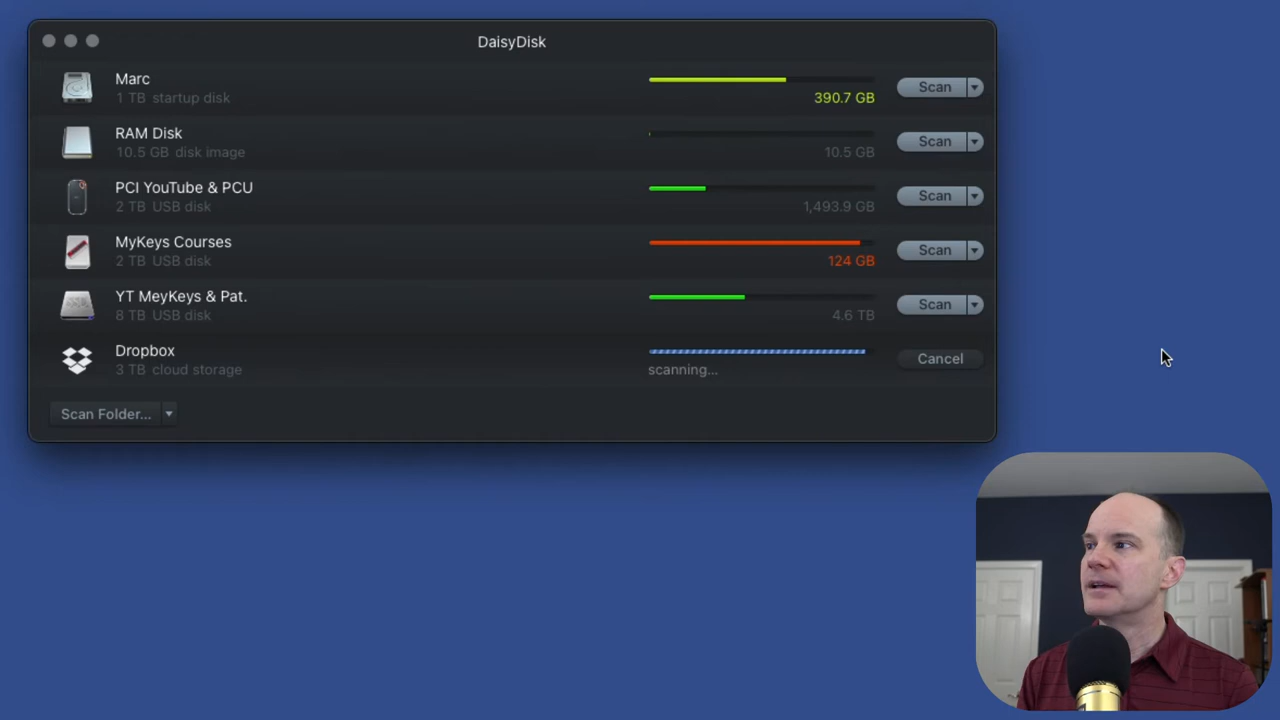 DaisyDisk
Marc
1 TB startup disk
390.7 GB
Scan
RAM Disk
10.5 GB disk image
10.5 GB
Scan
PCI YouTube & PCU
2 TB USB disk
1,493.9 GB
Scan
MyKeys Courses
2 TB USB disk
124 GB
Scan
YT MeyKeys & Pat.
8 TB USB disk
4.6 TB
Scan
Dropbox
3 TB cloud storage
scanning...
Cancel
Scan Folder...